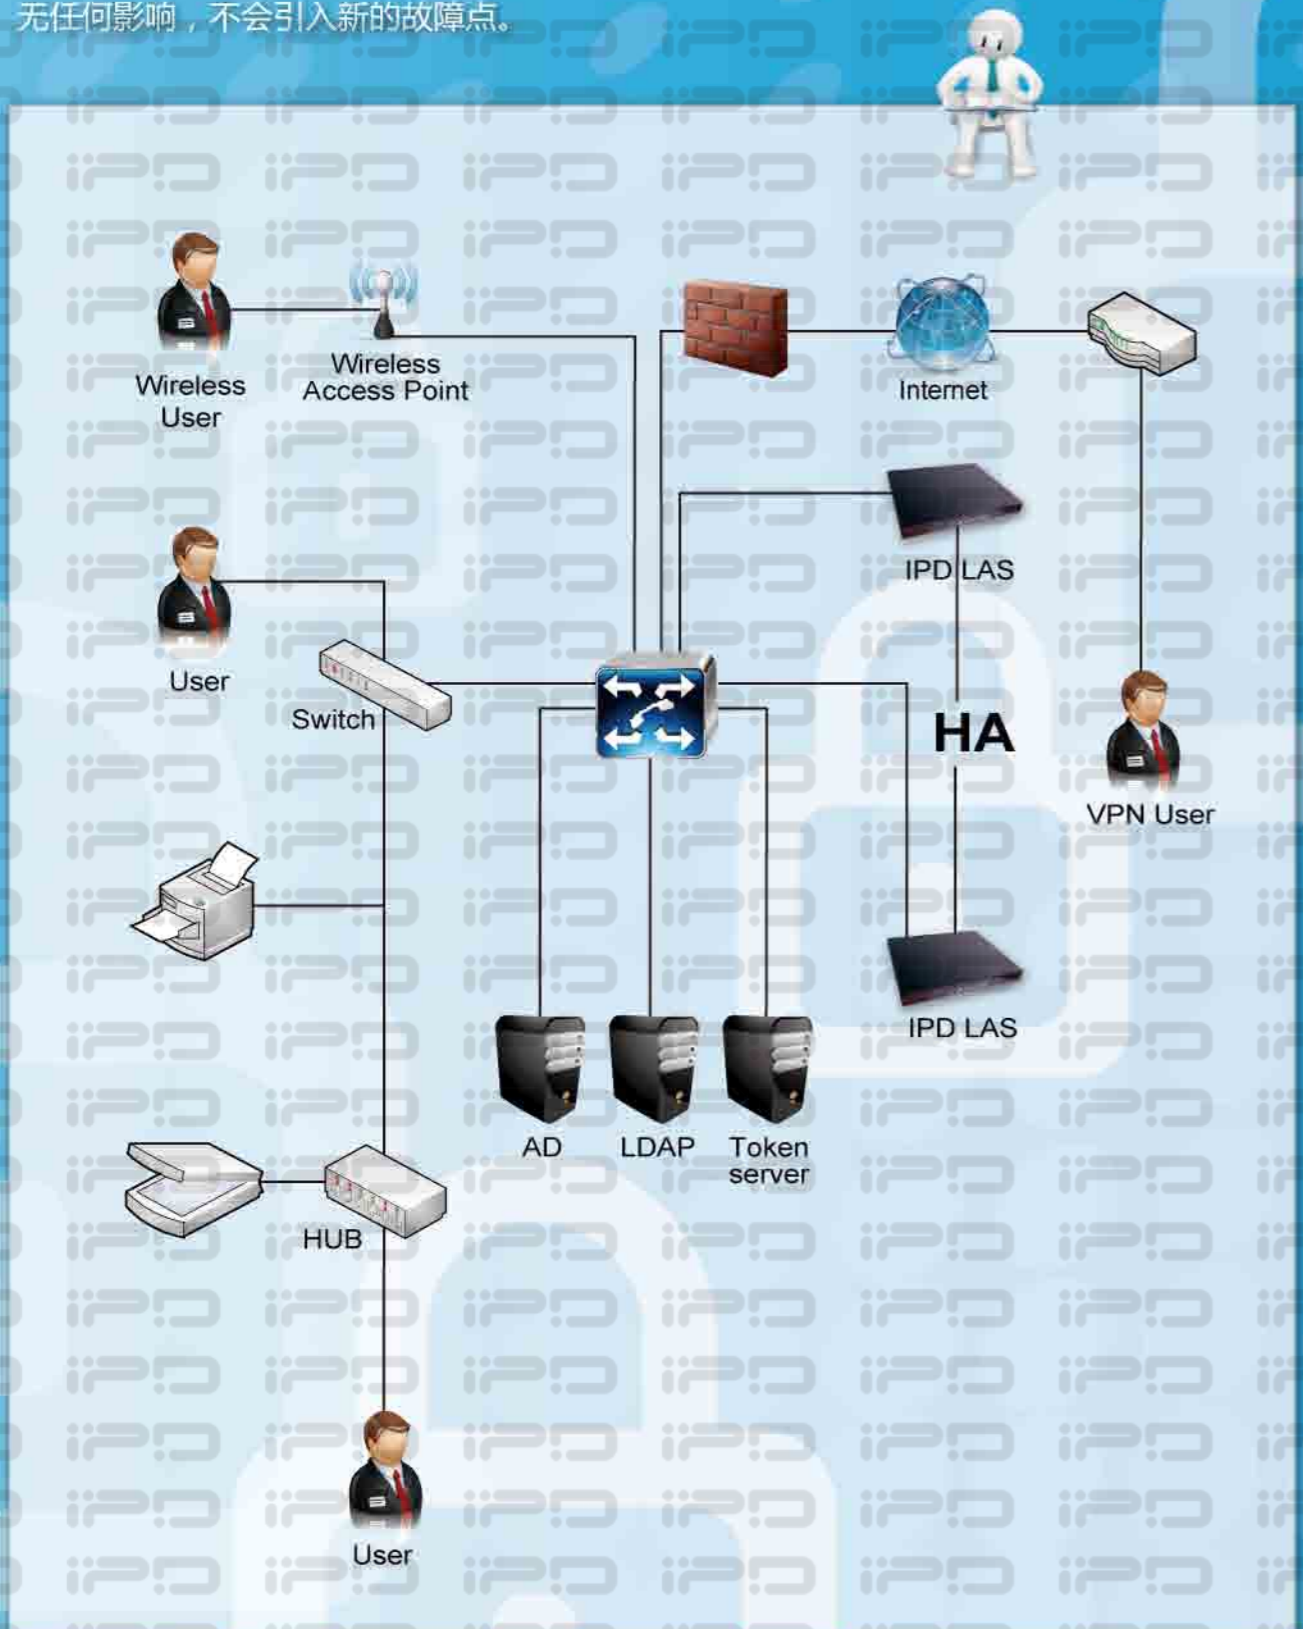 无任何影响，不会引入新的故障点。
Wireless
User
Wireless
Access Point
Internet
IPD LAS
User
Switch
HA
VPN User
IPD LAS
AD
LDAP
Token
server
HUB
User